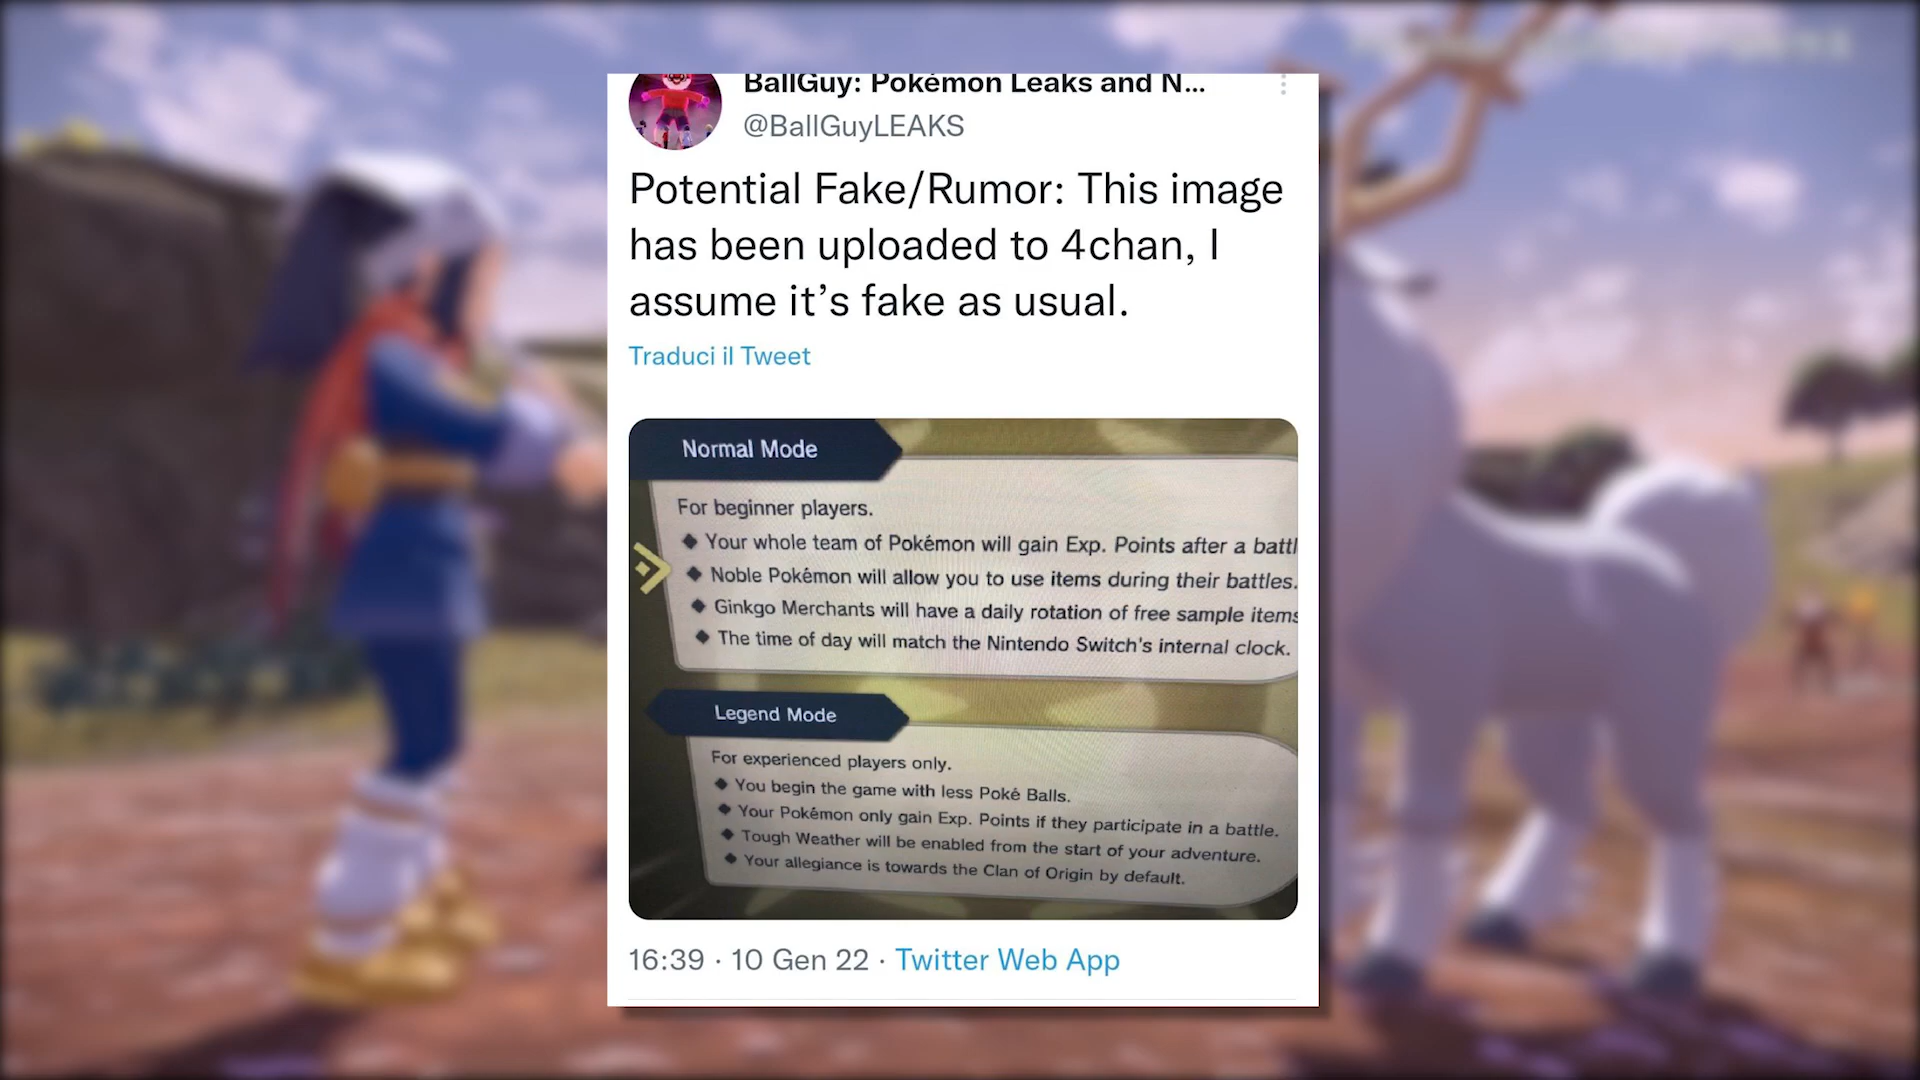 BallGuy: Pokémon Leaks and N...
@BallGuyLEAKS
Potential Fake/Rumor: This image
has been uploaded to 4chan, I
assume it’s fake as usual.
Traduci il Tweet
Normal Mode
For beginner players.
◆ Your whole team of Pokémon will gain Exp. Points after a battl
◆ Noble Pokémon will allow you to use items during their battles.
◆ Ginkgo Merchants will have a daily rotation of free sample items
◆ The time of day will match the Nintendo Switch's internal clock.
Legend Mode
For experienced players only.
◆ You begin the game with less Poké Balls.
◆ Your Pokémon only gain Exp. Points if they participate in a battle.
◆ Tough Weather will be enabled from the start of your adventure.
◆ Your allegiance is towards the Clan of Origin by default.
16:39 · 10 Gen 22 · Twitter Web App